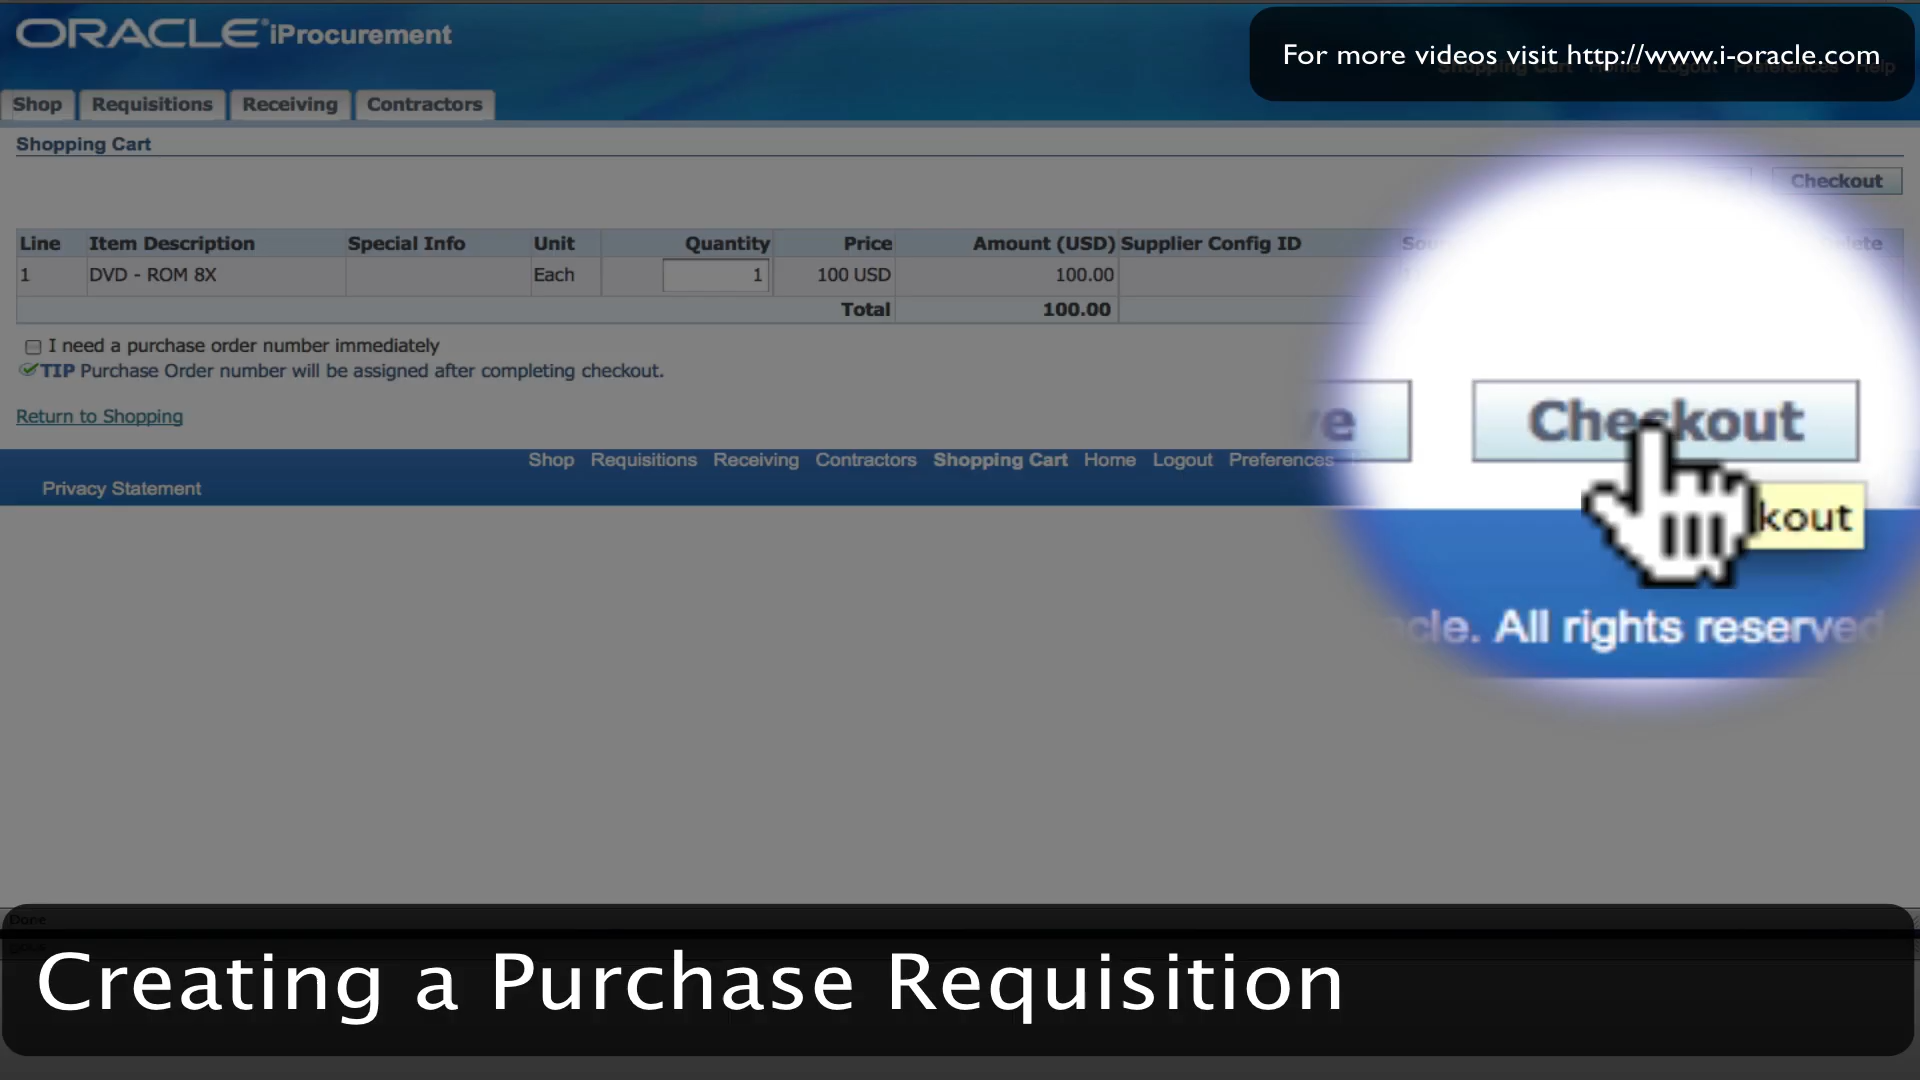 ORACLE iProcurement
For more videos visit http://www.i-oracle.com
Shop Requisitions Receiving Contractors
Shopping Cart
Checkout
Line Item Description Special Info Unit Quantity Price Amount (USD) Supplier Config ID
1 DVD - ROM 8X Each 1 100 USD 100.00
Total 100.00
I need a purchase order number immediately
TIP Purchase Order number will be assigned after completing checkout.
Return to Shopping
Checkout
Shop Requisitions Receiving Contractors Shopping Cart Home Logout Preferences
Privacy Statement
kout
cle. All rights reserved
Done
Creating a Purchase Requisition